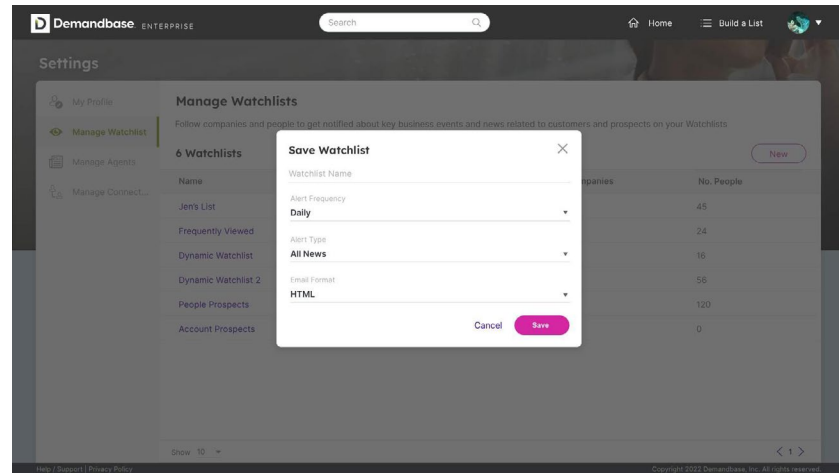 Demandbase ENTERPRISE
Search
Home
Build a List
Settings
My Profile
Manage Watchlist
Manage Agents
Manage Connect...
Manage Watchlists
Follow companies and people to get notified about key business events and news related to customers and prospects on your Watchlists
6 Watchlists
New
Name
mpanies
No. People
Jen's List
45
Frequently Viewed
24
Dynamic Watchlist
16
Dynamic Watchlist 2
56
People Prospects
120
Account Prospects
0
Save Watchlist
Watchlist Name
Alert Frequency
Daily
Alert Type
All News
Email Format
HTML
Cancel
Save
Show 10
< 1 >
Help / Support | Privacy Policy
Copyright 2022 Demandbase, Inc. All rights reserved.